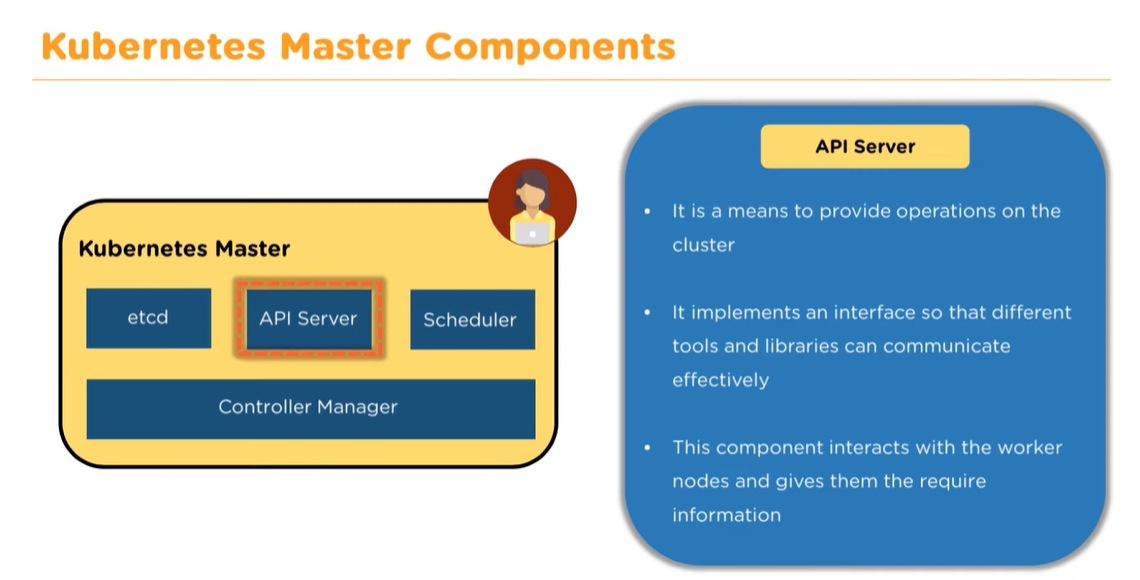 Kubernetes Master Components
Kubernetes Master
etcd
API Server
Scheduler
Controller Manager
API Server
• It is a means to provide operations on the
cluster
• It implements an interface so that different
tools and libraries can communicate
effectively
• This component interacts with the worker
nodes and gives them the require
information